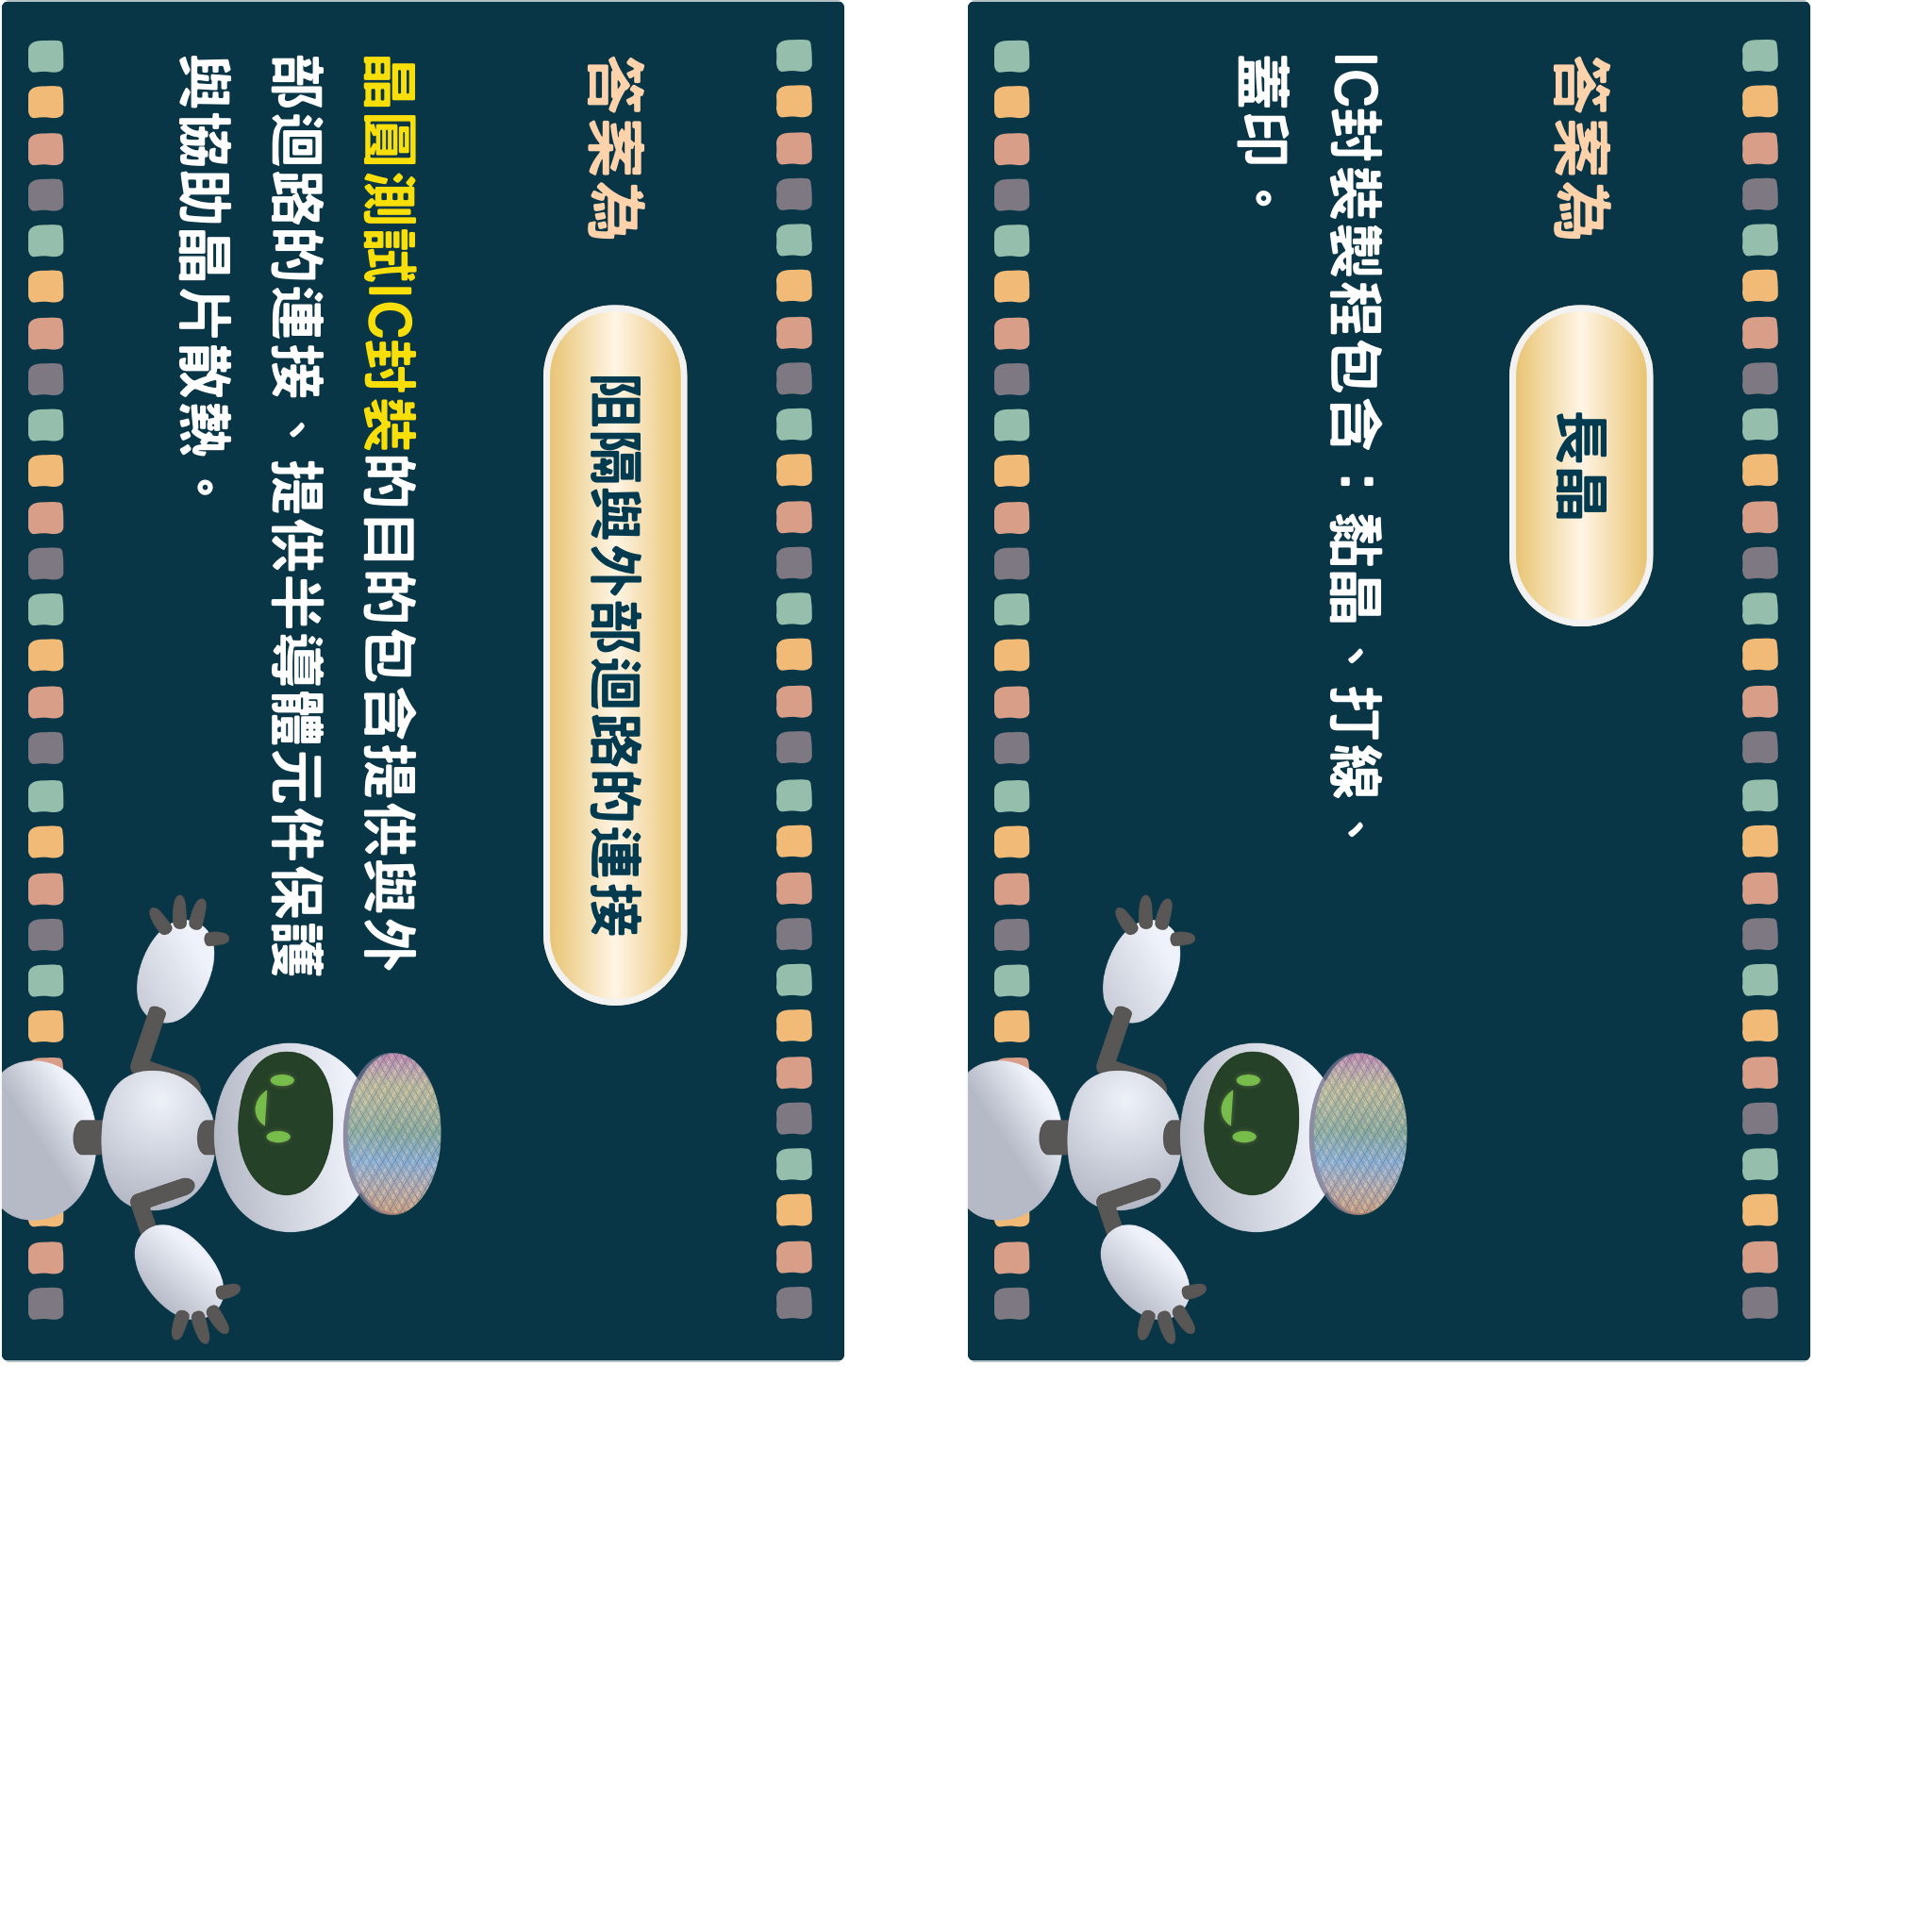 答案為
阻隔與外部迴路的連接
晶圓測試IC封裝的目的包含提供與外
部迴路的連接、提供半導體元件保護
與協助晶片散熱。
答案為
長晶
IC封裝製程包含：黏晶、打線、
蓋印。